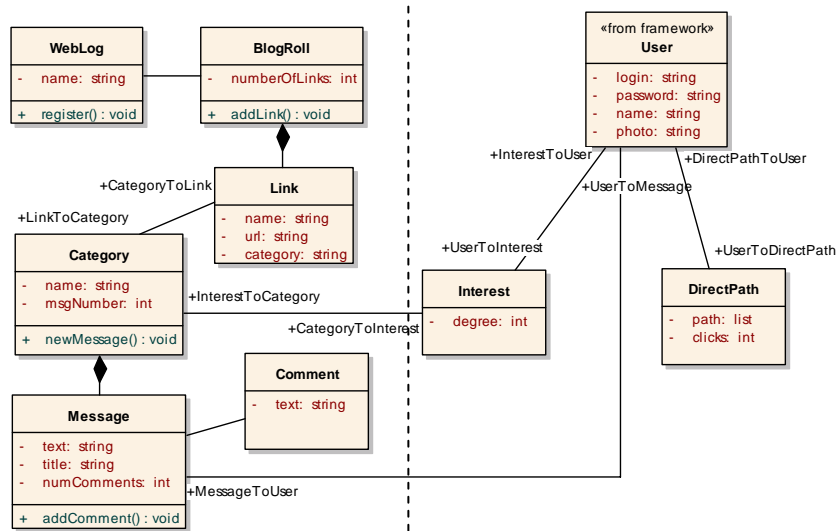 WebLog
- name: string
+ register() : void
BlogRoll
- numberOfLinks: int
+ addLink() : void
«from framework»
User
- login: string
- password: string
- name: string
- photo: string
+InterestToUser
+DirectPathToUser
+UserToMessage
+CategoryToLink
Link
- name: string
- url: string
- category: string
+LinkToCategory
Category
- name: string
- msgNumber: int
+ newMessage() : void
+UserToInterest
+UserToDirectPath
+InterestToCategory
+CategoryToInterest
Interest
- degree: int
DirectPath
- path: list
- clicks: int
Comment
- text: string
Message
- text: string
- title: string
- numComments: int
+ addComment() : void
+MessageToUser